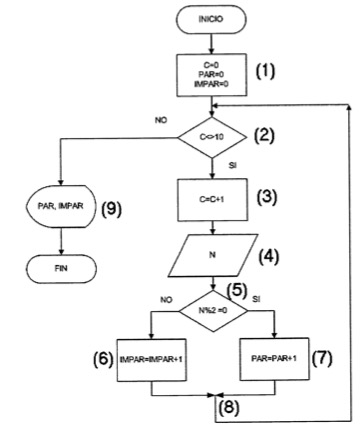 INICIO
C=0
PAR=0
IMPAR=0
(1)
NO
C<>10
(2)
SI
C=C+1
(3)
PAR, IMPAR
(9)
N
(4)
FIN
(5)
NO
N%2 =0
SI
(6)
IMPAR=IMPAR+1
PAR=PAR+1
(7)
(8)